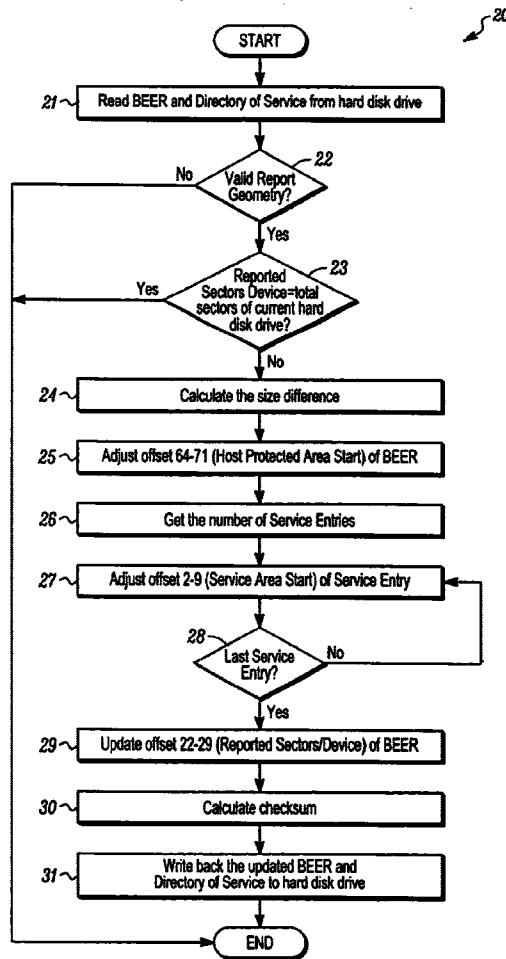 20
START
21 Read BEER and Directory of Service from hard disk drive
22
No
Valid Report
Geometry?
Yes
23
Yes
Reported
Sectors Device=total
sectors of current hard
disk drive?
No
24 Calculate the size difference
25 Adjust offset 64-71 (Host Protected Area Start) of BEER
26 Get the number of Service Entries
27 Adjust offset 2-9 (Service Area Start) of Service Entry
28
No
Last Service
Entry?
Yes
29 Update offset 22-29 (Reported Sectors/Device) of BEER
30 Calculate checksum
31 Write back the updated BEER and
Directory of Service to hard disk drive
END